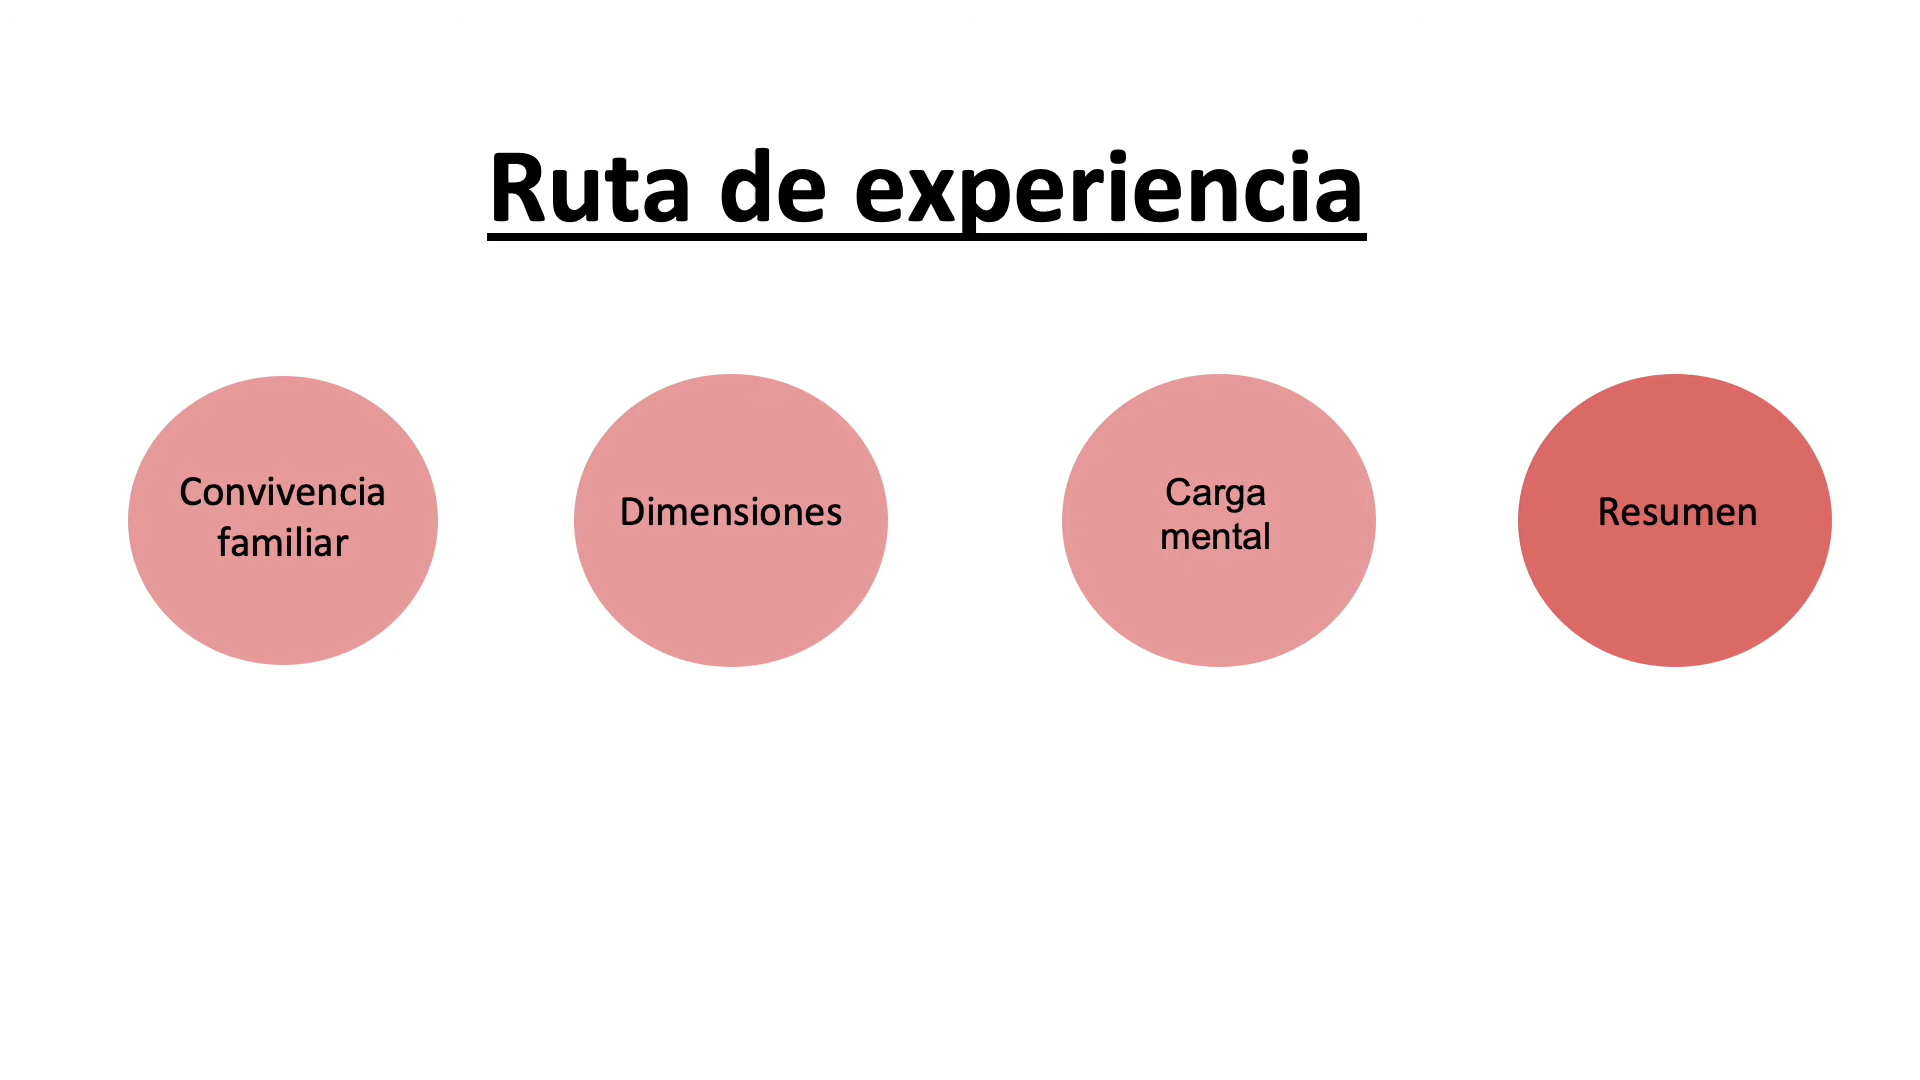 Ruta de experiencia
Convivencia
familiar
Dimensiones
Carga
mental
Resumen